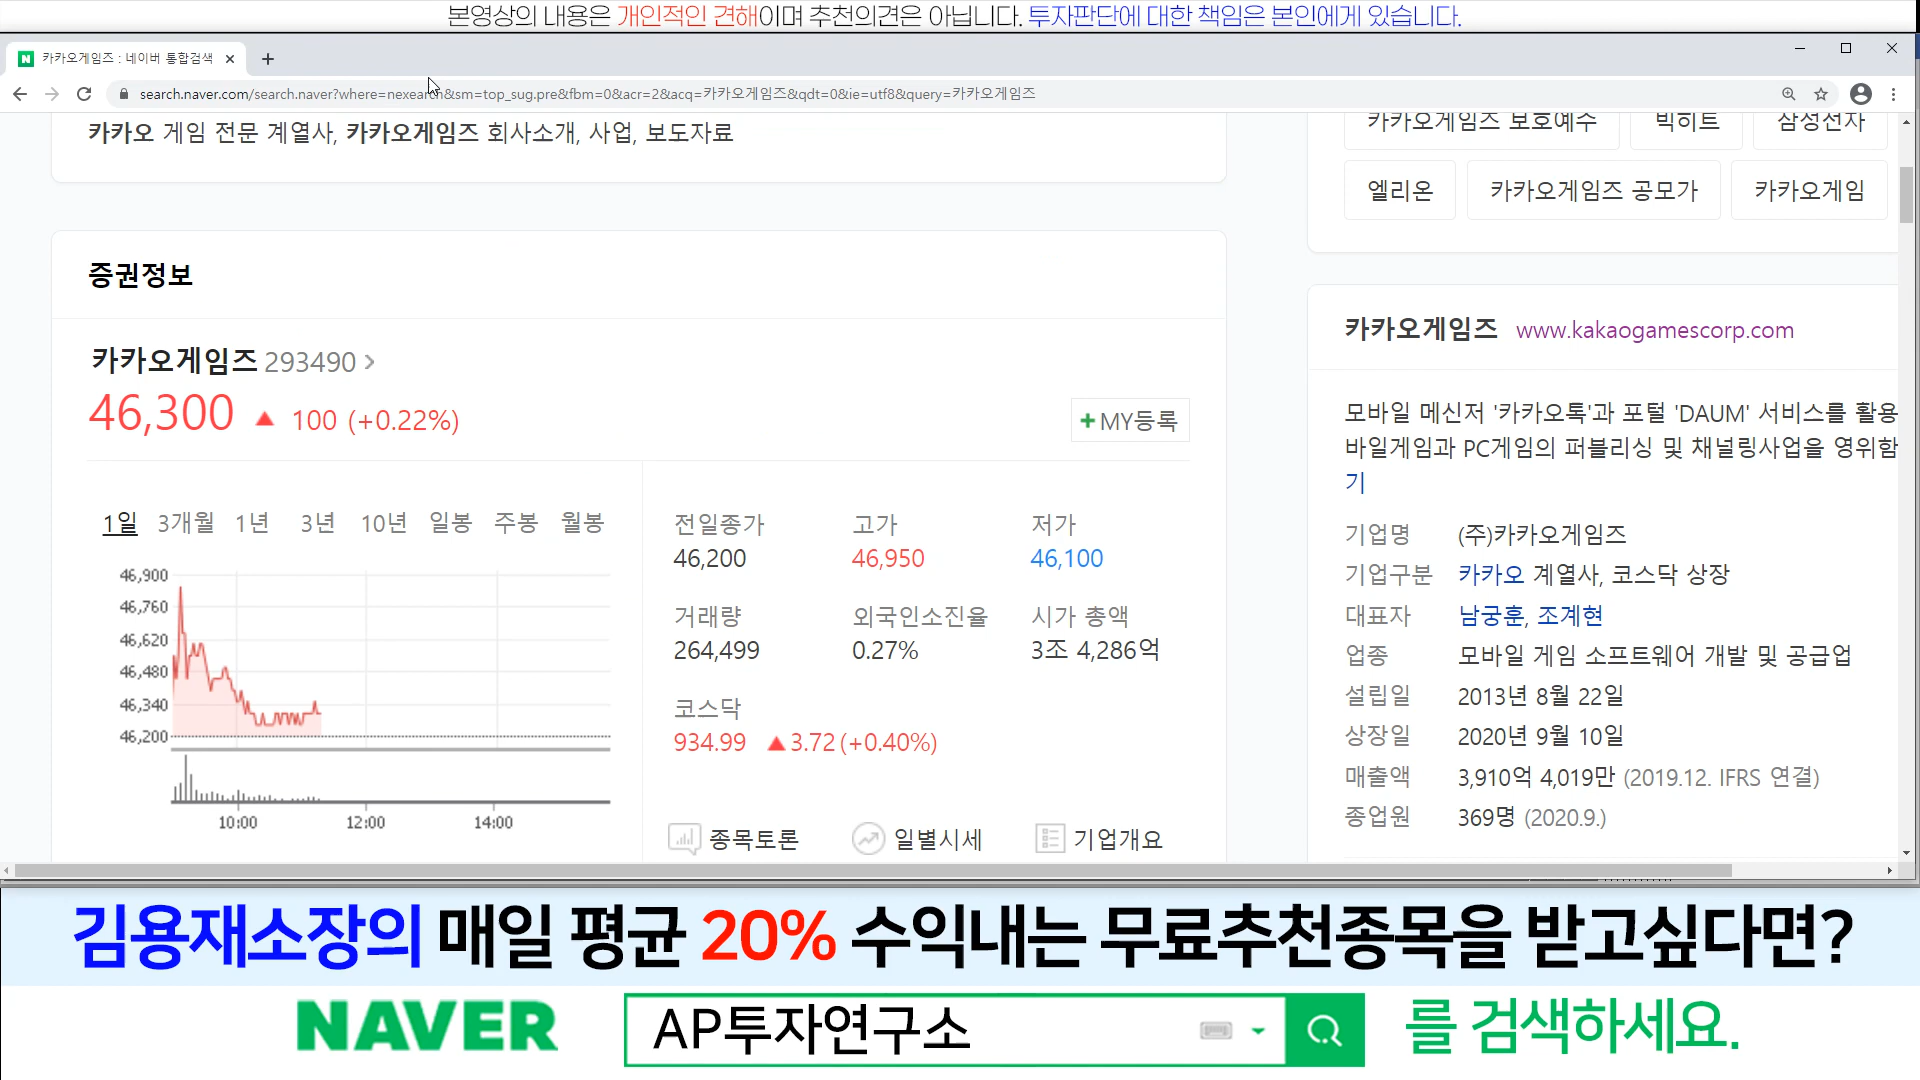 본영상의 내용은 개인적인 견해이며 추천의견은 아닙니다. 투자판단에 대한 책임은 본인에게 있습니다.
카카오게임즈 : 네이버 통합검색
search.naver.com/search.naver?where=nexearch&sm=top_sug.pre&fbm=0&acr=2&acq=카카오게임즈&qdt=0&ie=utf8&query=카카오게임즈
카카오 게임 전문 계열사, 카카오게임즈 회사소개, 사업, 보도자료
카카오게임즈 보호예수 빅히트 삼성전자
엘리온 카카오게임즈 공모가 카카오게임
증권정보
카카오게임즈 293490
46,300 ▲ 100 (+0.22%)
+MY등록
1일 3개월 1년 3년 10년 일봉 주봉 월봉
46,900
46,760
46,620
46,480
46,340
46,200
10:00 12:00 14:00
전일종가 고가 저가
46,200 46,950 46,100
거래량 외국인소진율 시가 총액
264,499 0.27% 3조 4,286억
코스닥
934.99 ▲3.72 (+0.40%)
종목토론 일별시세 기업개요
카카오게임즈 www.kakaogamescorp.com
모바일 메신저 '카카오톡'과 포털 'DAUM' 서비스를 활용
바일게임과 PC게임의 퍼블리싱 및 채널링사업을 영위함
기
기업명 (주)카카오게임즈
기업구분 카카오 계열사, 코스닥 상장
대표자 남궁훈, 조계현
업종 모바일 게임 소프트웨어 개발 및 공급업
설립일 2013년 8월 22일
상장일 2020년 9월 10일
매출액 3,910억 4,019만 (2019.12. IFRS 연결)
종업원 369명 (2020.9.)
김용재소장의 매일 평균 20% 수익내는 무료추천종목을 받고싶다면?
NAVER AP투자연구소 를 검색하세요.